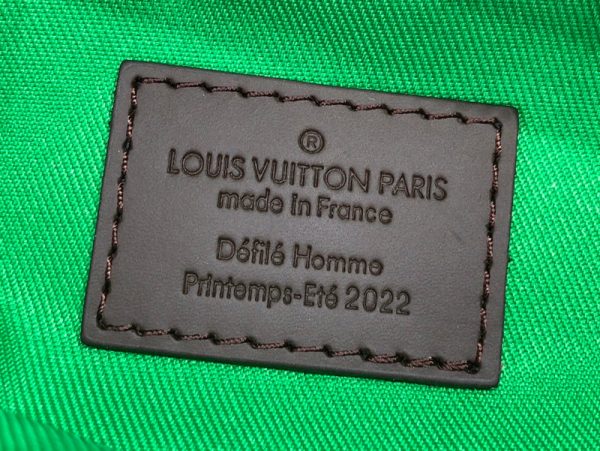 ®
LOUIS VUITTON PARIS
made in France
Défilé Homme
Printemps-Eté 2022